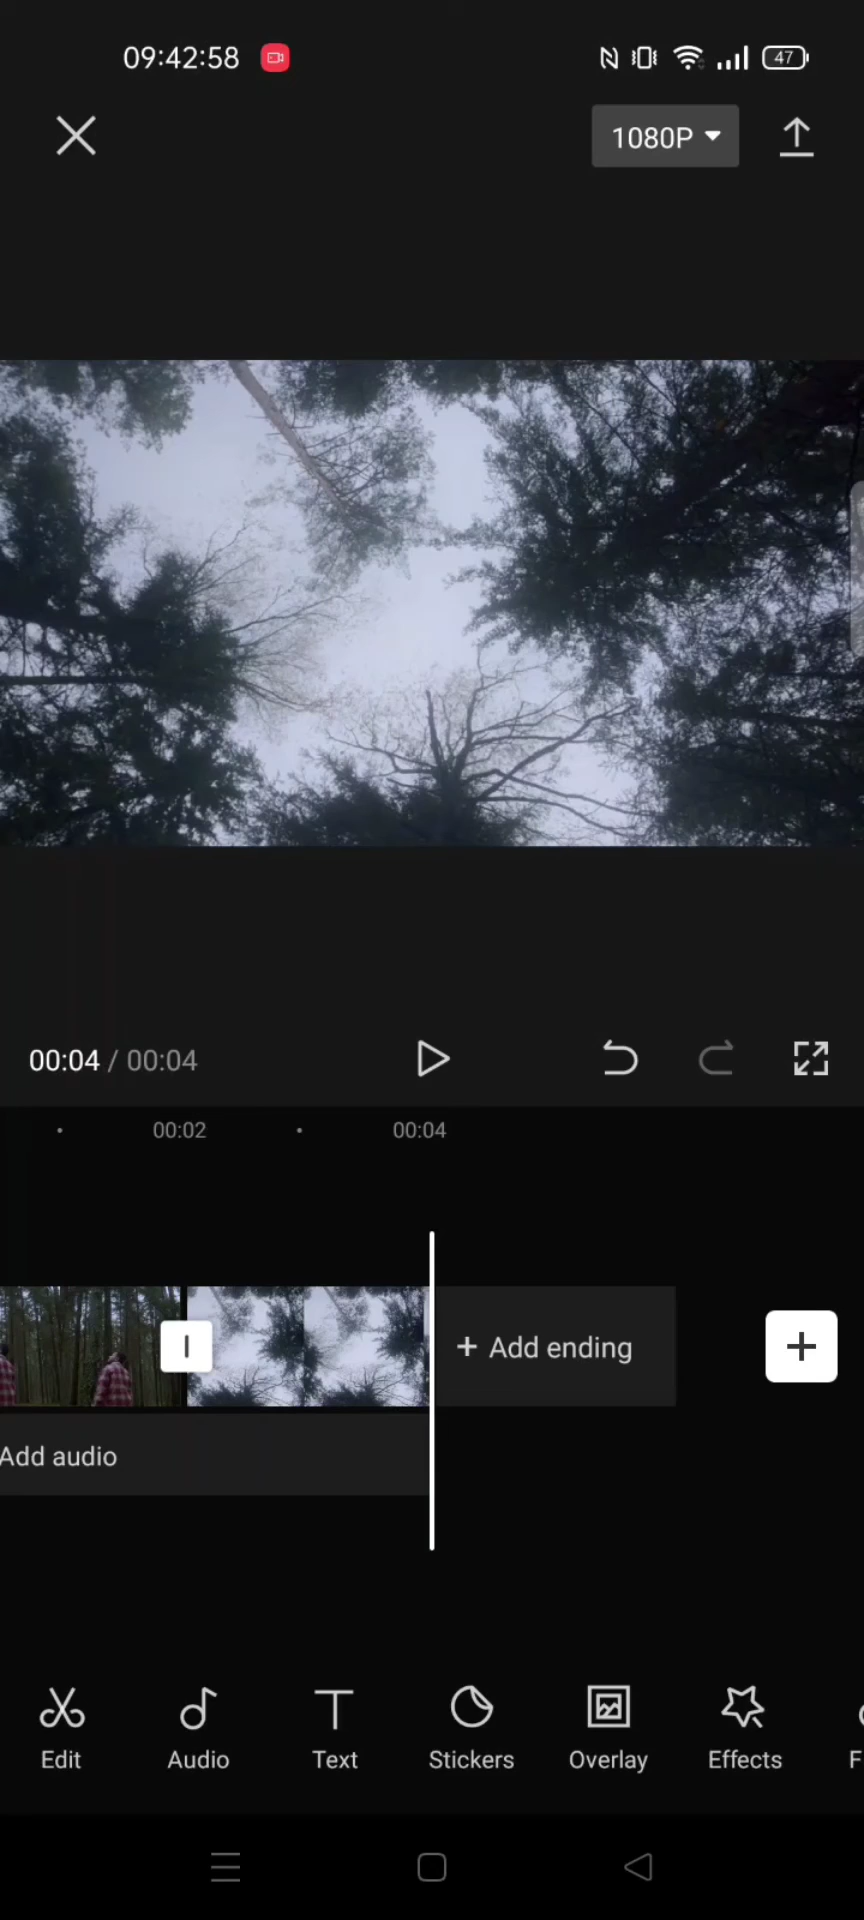 09:42:58 47
1080P
00:04 / 00:04
00:02 00:04
+ Add ending
Add audio
Edit Audio Text Stickers Overlay Effects F